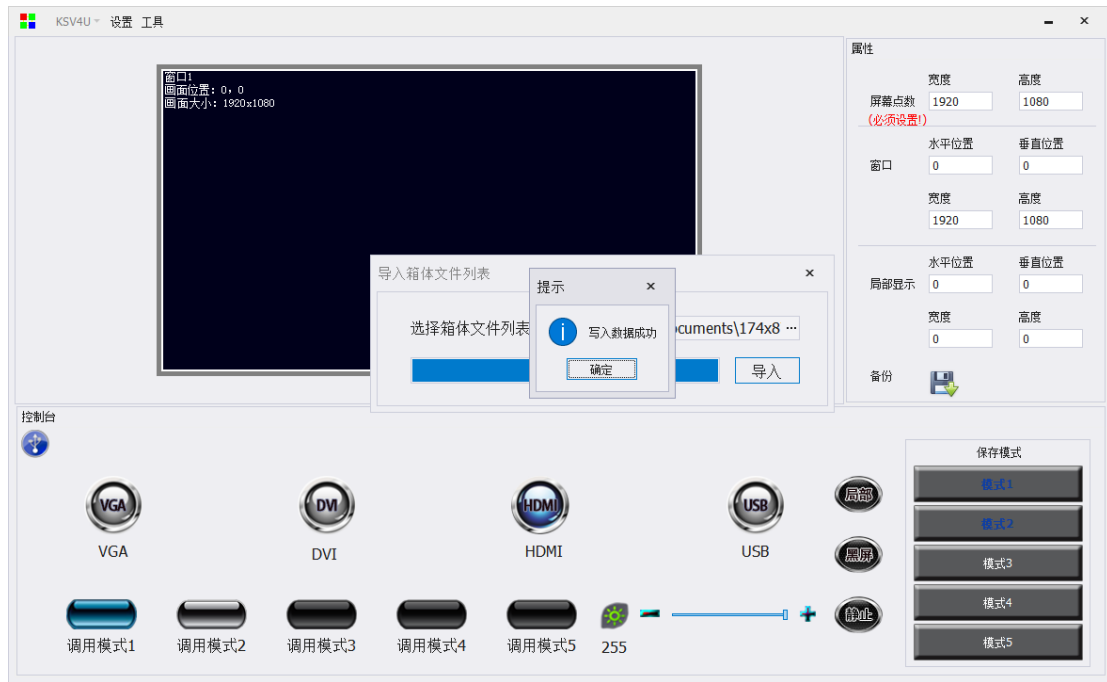 KSV4U 设置 工具
窗口1
画面位置: 0, 0
画面大小: 1920x1080
属性
宽度 高度
屏幕点数 1920 1080
(必须设置!)
水平位置 垂直位置
窗口 0 0
宽度 高度
1920 1080
水平位置 垂直位置
局部显示 0 0
宽度 高度
0 0
备份
导入箱体文件列表
选择箱体文件列表
ocuments\174x8 ...
导入
提示
写入数据成功
确定
控制台
VGA DVI HDMI USB
VGA DVI HDMI USB
局部
黑屏
静止
调用模式1 调用模式2 调用模式3 调用模式4 调用模式5 255
保存模式
模式1
模式2
模式3
模式4
模式5